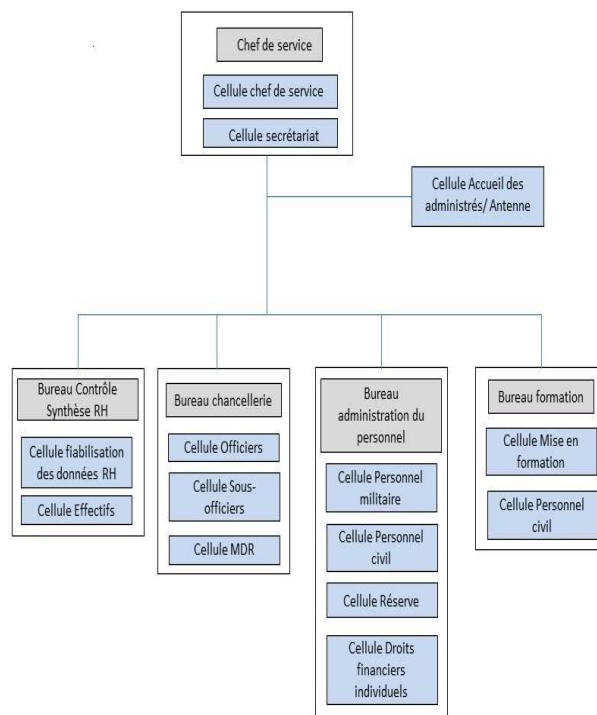 Chef de service
Cellule chef de service
Cellule secrétariat
Cellule Accueil des
administrés/ Antenne
Bureau Contrôle
Synthèse RH
Cellule fiabilisation
des données RH
Cellule Effectifs
Bureau chancellerie
Cellule Officiers
Cellule Sous-
officiers
Cellule MDR
Bureau
administration du
personnel
Cellule Personnel
militaire
Cellule Personnel
civil
Cellule Réserve
Cellule Droits
financiers
individuels
Bureau formation
Cellule Mise en
formation
Cellule Personnel
civil